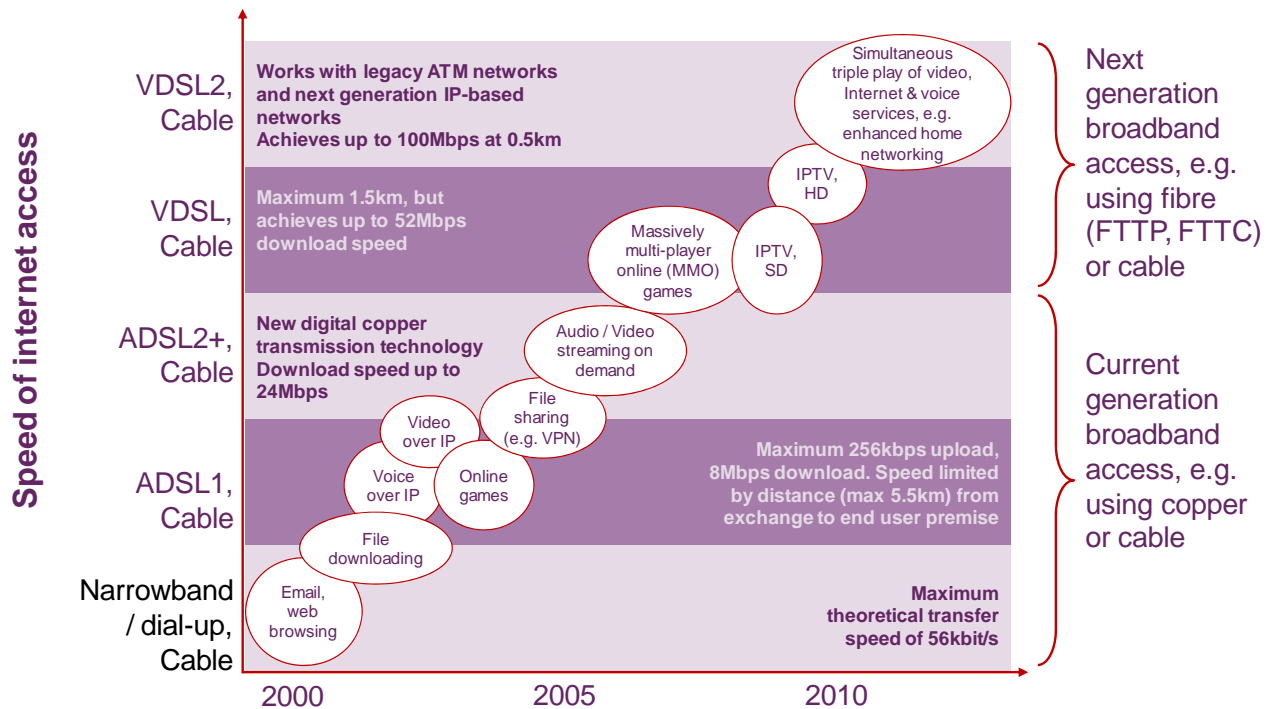 Speed of internet access
VDSL2,
Cable
Works with legacy ATM networks
and next generation IP-based
networks
Achieves up to 100Mbps at 0.5km
Simultaneous
triple play of video,
Internet & voice
services, e.g.
enhanced home
networking
VDSL,
Cable
Maximum 1.5km, but
achieves up to 52Mbps
download speed
IPTV,
HD
Massively
multi-player
online (MMO)
games
IPTV,
SD
Next
generation
broadband
access, e.g.
using fibre
(FTTP, FTTC)
or cable
ADSL2+,
Cable
New digital copper
transmission technology
Download speed up to
24Mbps
Audio / Video
streaming on
demand
File
sharing
(e.g. VPN)
Video
over IP
ADSL1,
Cable
Voice
over IP
Online
games
Maximum 256kbps upload,
8Mbps download. Speed limited
by distance (max 5.5km) from
exchange to end user premise
File
downloading
Current
generation
broadband
access, e.g.
using copper
or cable
Narrowband
/ dial-up,
Cable
Email,
web
browsing
Maximum
theoretical transfer
speed of 56kbit/s
2000
2005
2010